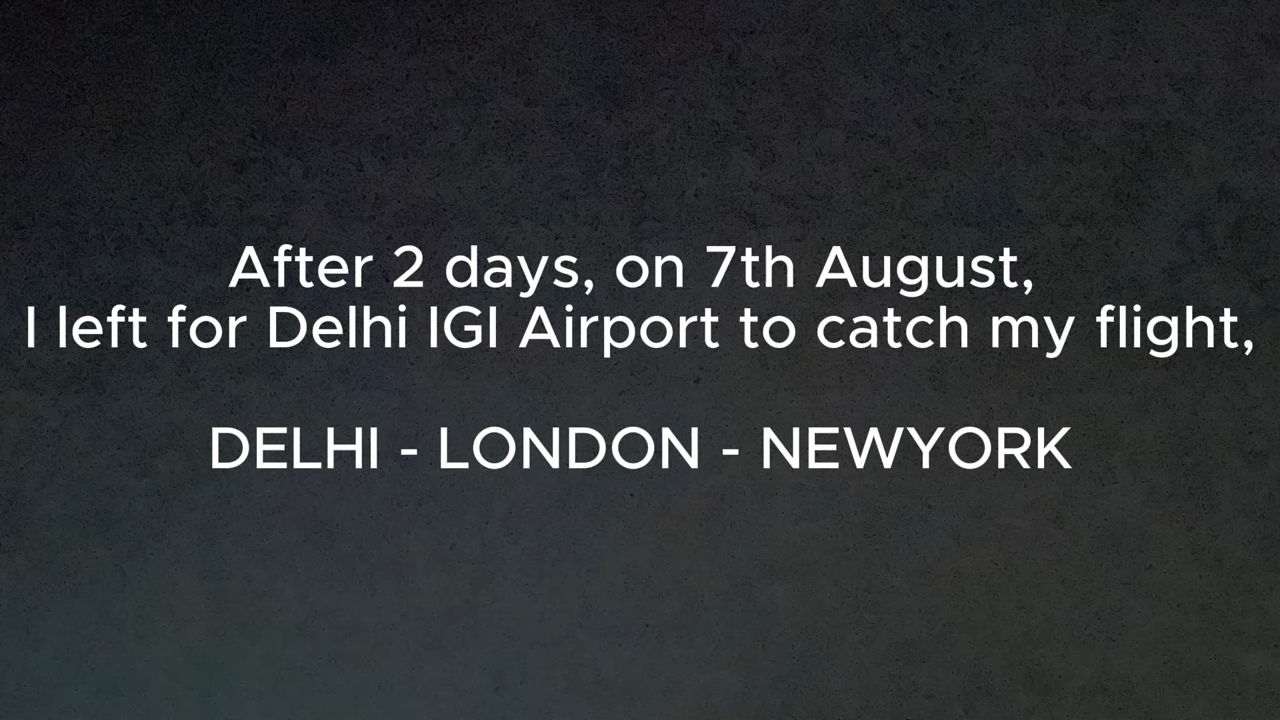 After 2 days, on 7th August,
I left for Delhi IGI Airport to catch my flight,
DELHI - LONDON - NEWYORK